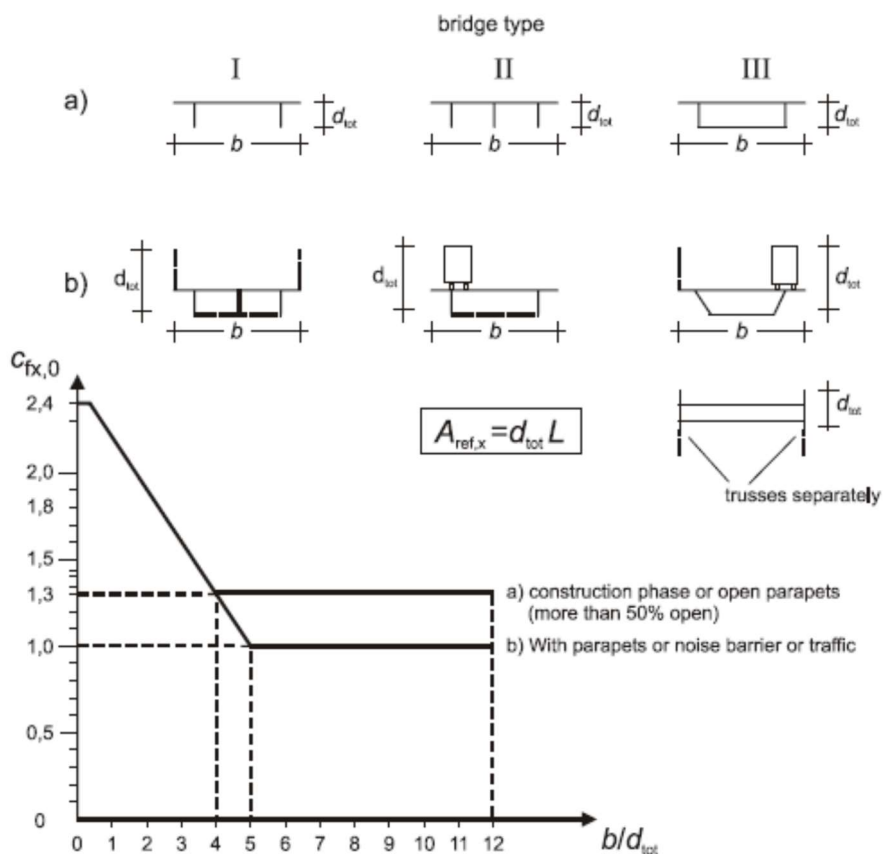 bridge type
I II III
a)
d_tot d_tot d_tot
b b b
b)
d_tot d_tot d_tot
b b b
c_fx,0
2,4
2,0
1,8
1,5
1,3
1,0
0,5
0
A_ref,x = d_tot L
d_tot
trusses separately
a) construction phase or open parapets
(more than 50% open)
b) With parapets or noise barrier or traffic
0 1 2 3 4 5 6 7 8 9 10 11 12
b/d_tot